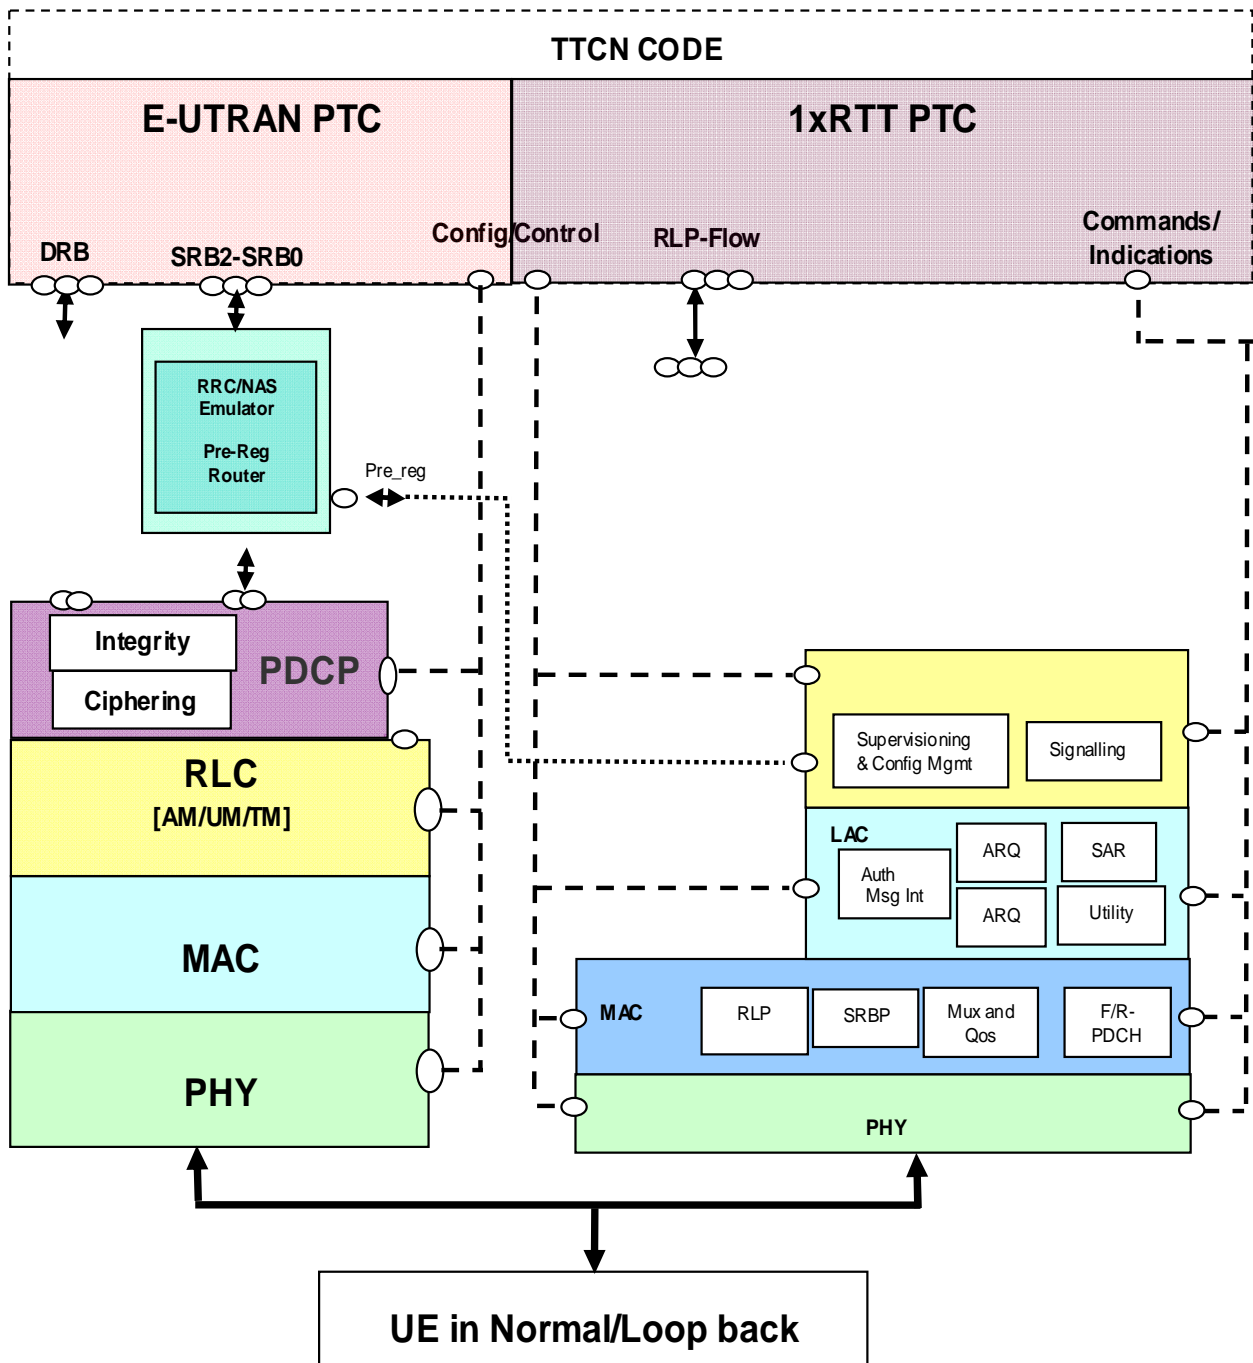 TTCN CODE
E-UTRAN PTC
1xRTT PTC
DRB
SRB2-SRB0
Config/Control
RLP-Flow
Commands/
Indications
RRC/NAS
Emulator
Pre-Reg
Router
Pre_reg
Integrity
Ciphering
PDCP
RLC
[AM/UM/TM]
MAC
PHY
Supervisioning
& Config Mgmt
Signalling
LAC
Auth
Msg Int
ARQ
SAR
ARQ
Utility
MAC
RLP
SRBP
Mux and
Qos
F/R-
PDCH
PHY
UE in Normal/Loop back